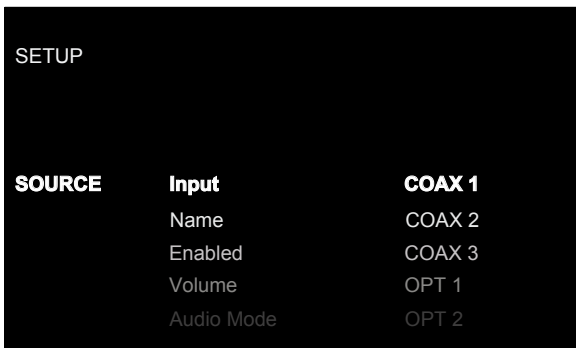 SETUP
SOURCE Input COAX 1
Name COAX 2
Enabled COAX 3
Volume OPT 1
Audio Mode OPT 2